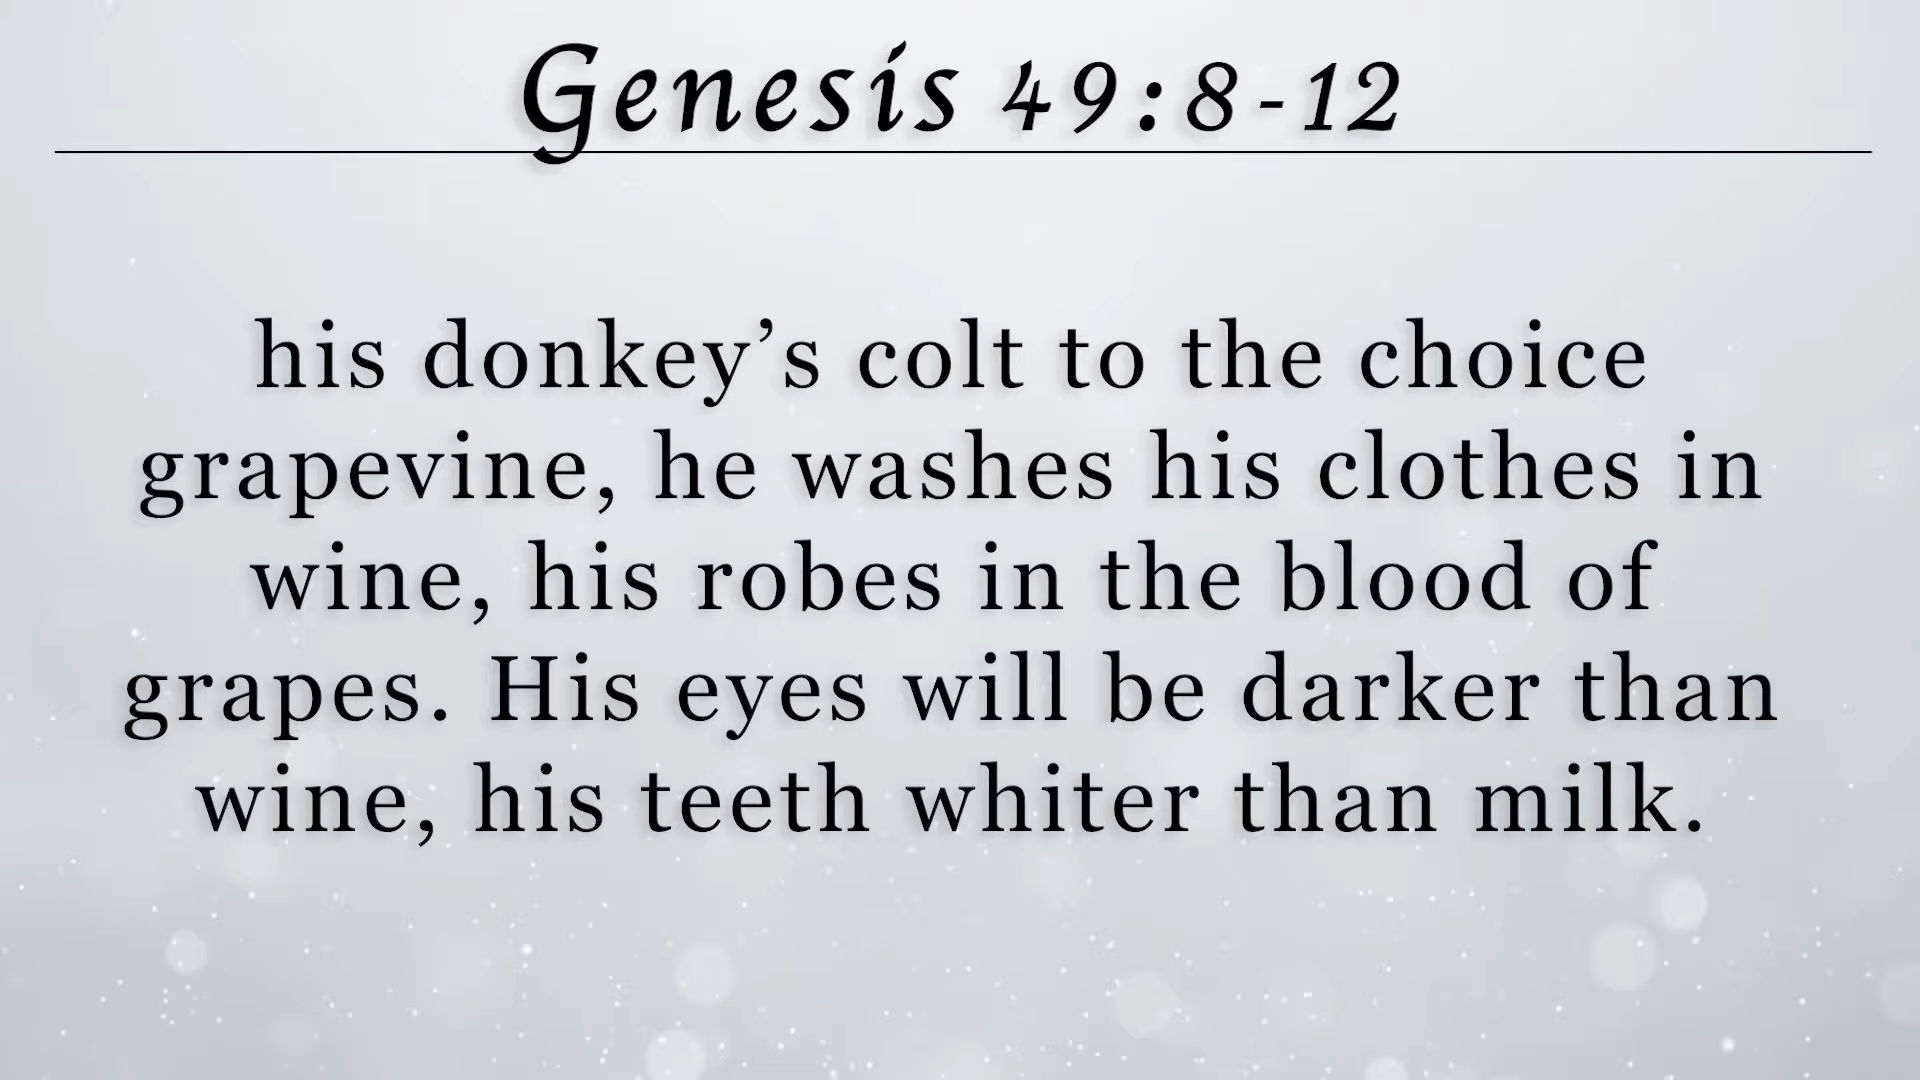 Genesis 49:8-12
his donkey’s colt to the choice
grapevine, he washes his clothes in
wine, his robes in the blood of
grapes. His eyes will be darker than
wine, his teeth whiter than milk.